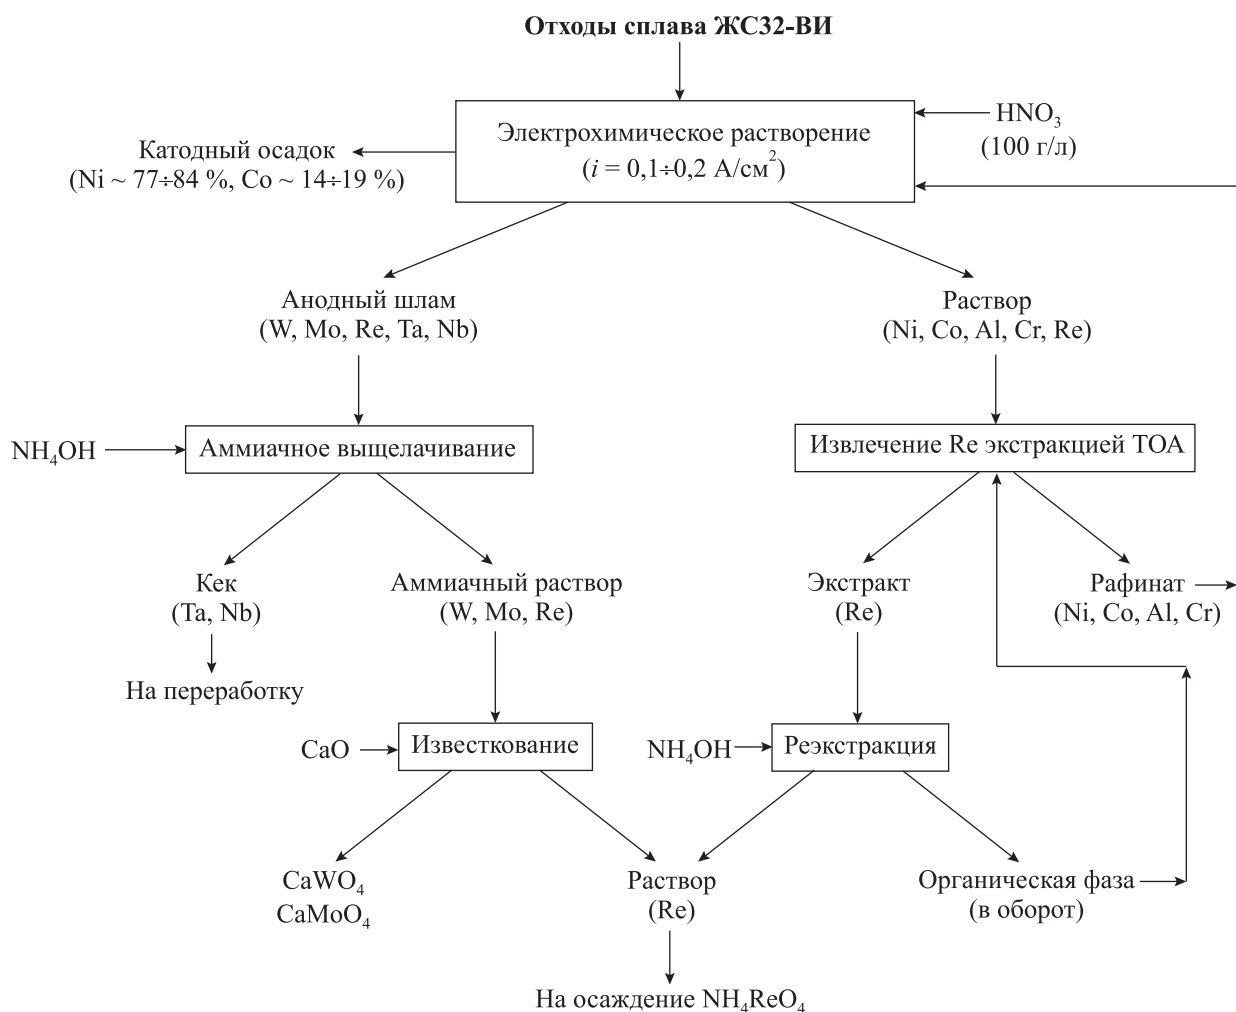 Отходы сплава ЖС32-ВИ
Электрохимическое растворение
(i = 0,1÷0,2 А/см²)
HNO₃
(100 г/л)
Катодный осадок
(Ni ~ 77÷84 %, Co ~ 14÷19 %)
Анодный шлам
(W, Mo, Re, Ta, Nb)
Раствор
(Ni, Co, Al, Cr, Re)
NH₄OH
Аммиачное выщелачивание
Извлечение Re экстракцией ТОА
Кек
(Ta, Nb)
Аммиачный раствор
(W, Mo, Re)
Экстракт
(Re)
Рафинат
(Ni, Co, Al, Cr)
На переработку
CaO
Известкование
NH₄OH
Реэкстракция
CaWO₄
CaMoO₄
Раствор
(Re)
Органическая фаза
(в оборот)
На осаждение NH₄ReO₄